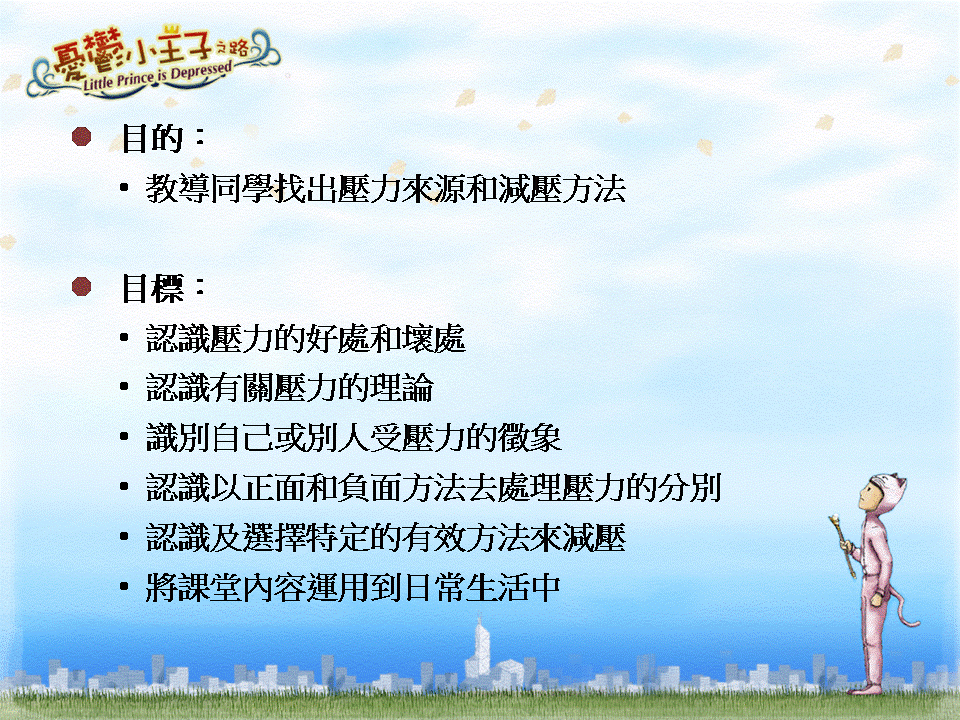 憂鬱小王子之路
Little Prince is Depressed
目的：
• 教導同學找出壓力來源和減壓方法
目標：
• 認識壓力的好處和壞處
• 認識有關壓力的理論
• 識別自己或別人受壓力的徵象
• 認識以正面和負面方法去處理壓力的分別
• 認識及選擇特定的有效方法來減壓
• 將課堂內容運用到日常生活中